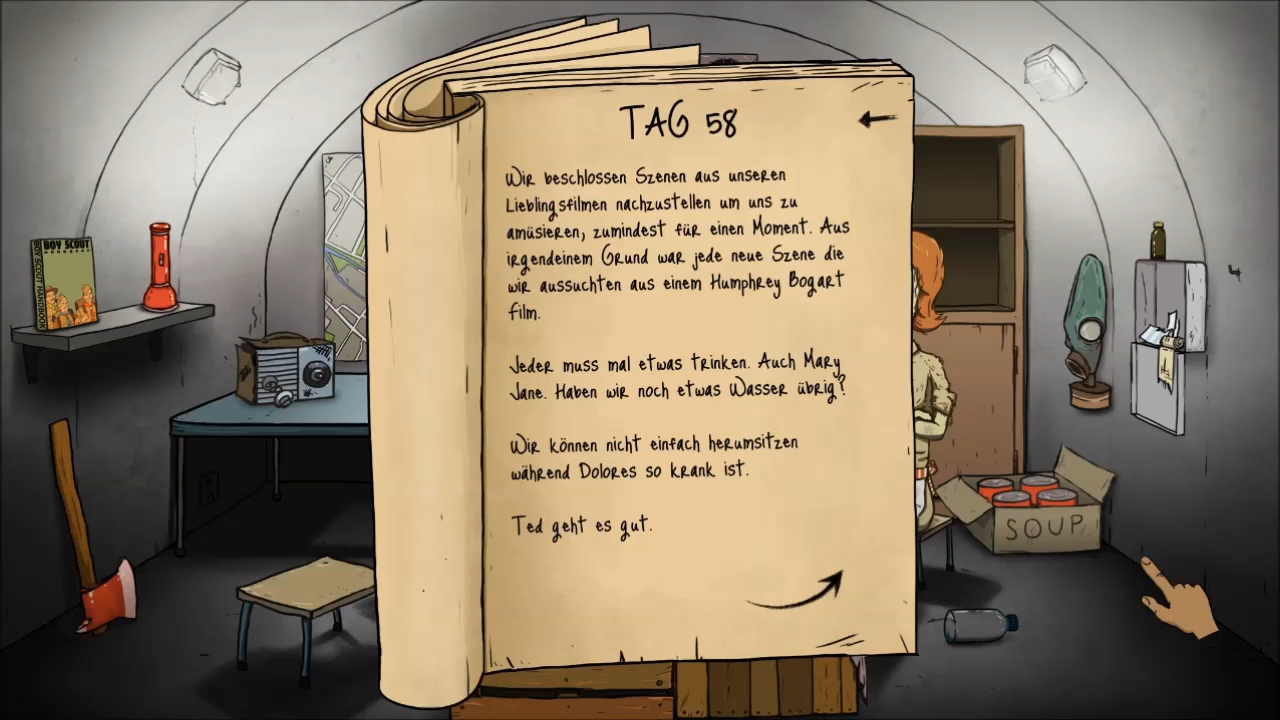 TAG 58
Wir beschlossen Szenen aus unseren
Lieblingsfilmen nachzustellen um uns zu
amüsieren, zumindest für einen Moment. Aus
irgendeinem Grund war jede neue Szene die
wir aussuchten aus einem Humphrey Bogart
Film.
Jeder muss mal etwas trinken. Auch Mary
Jane. Haben wir noch etwas Wasser übrig?
Wir können nicht einfach herumsitzen
während Dolores so krank ist.
Ted geht es gut.
BOY SCOUT
BOY SCOUT HANDBOOK
SOUP